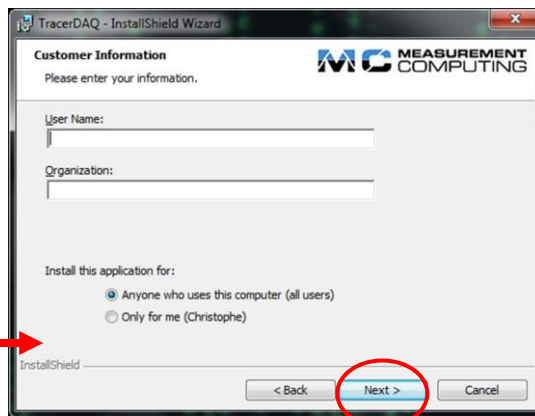 TracerDAQ - InstallShield Wizard
Customer Information
Please enter your information.
MC MEASUREMENT
COMPUTING
User Name:
Organization:
Install this application for:
Anyone who uses this computer (all users)
Only for me (Christophe)
InstallShield
< Back Next > Cancel